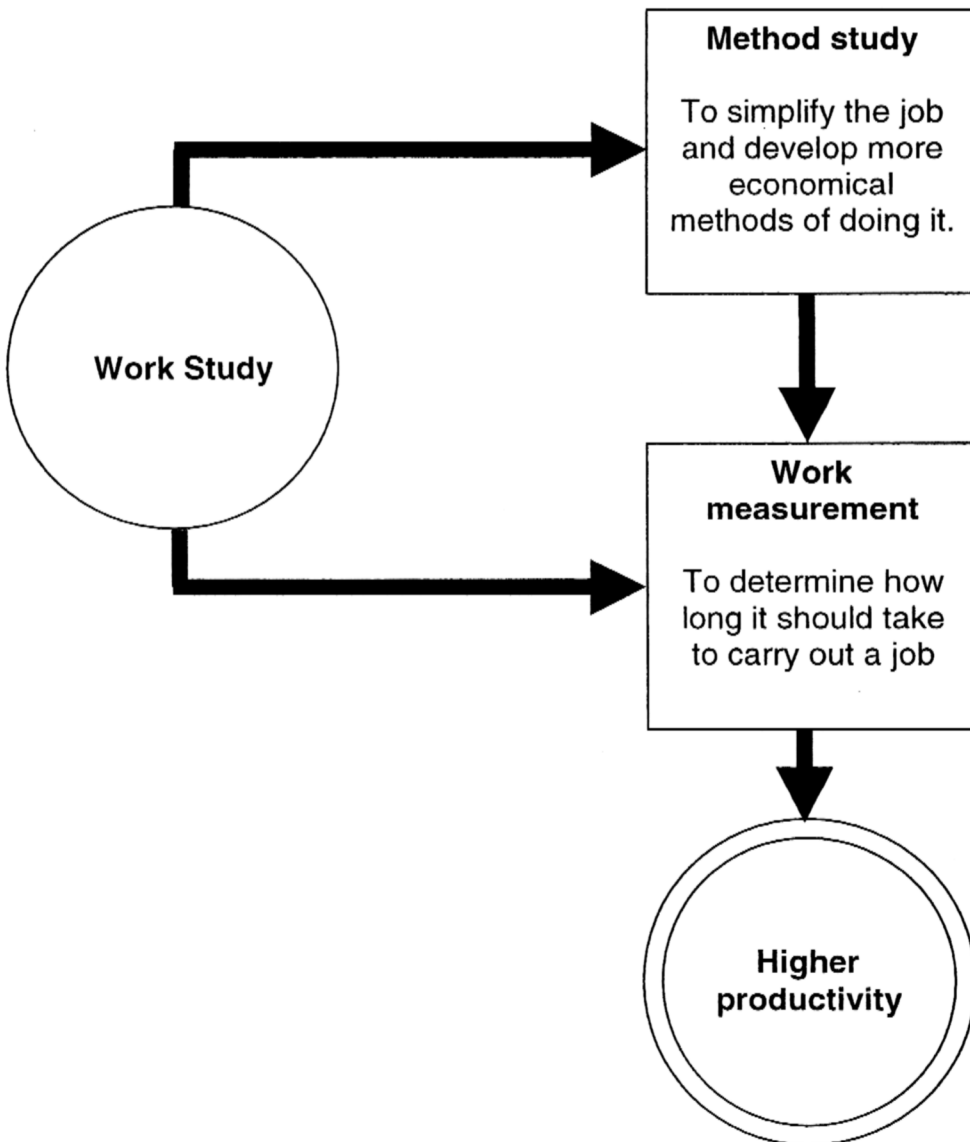 Method study
To simplify the job
and develop more
economical
methods of doing it.
Work Study
Work
measurement
To determine how
long it should take
to carry out a job
Higher
productivity